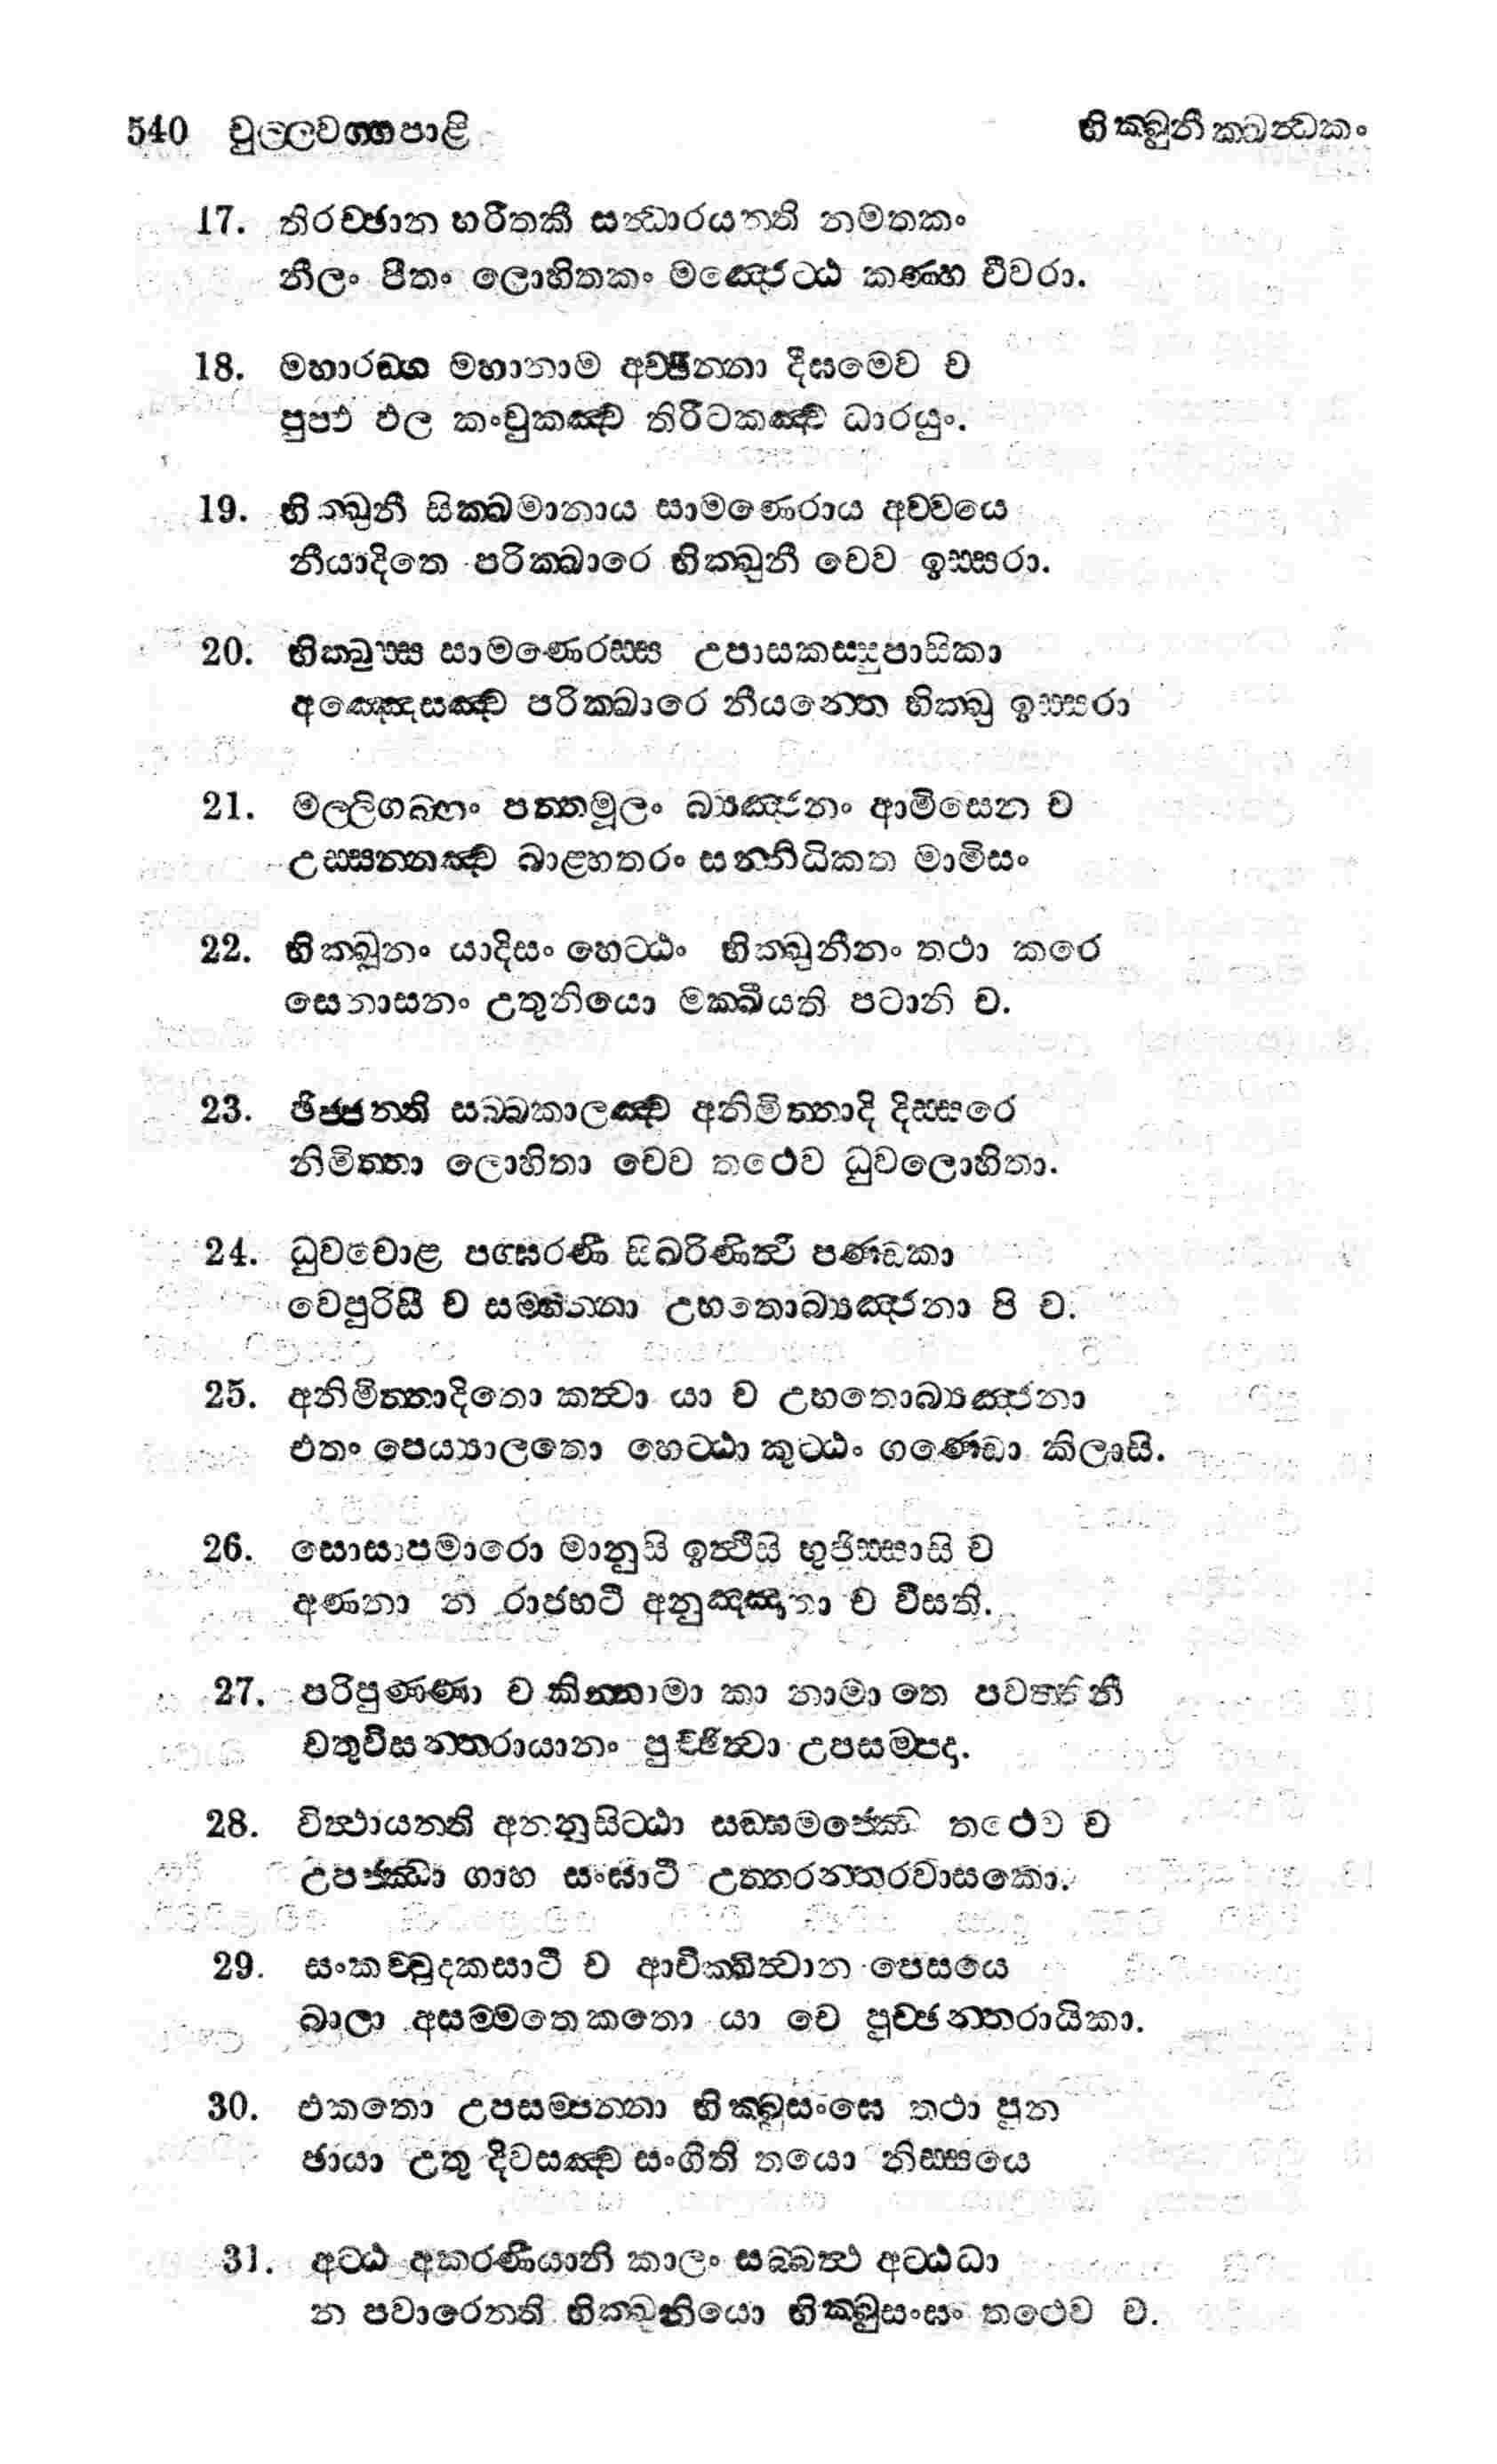 540 චුල්ලවග්ගපාළි භික්ඛුනීක්ඛන්ධකං
17. තිරච්ඡාන හරීතකී සන්ධාරයන්ති නමතකං
නීලං පීතං ලොහිතකං මඤ්ජෙට්ඨ කණ්හ චීවරා.
18. මහාරඞ්ග මහානාම අච්ඡින්නා දීඝමෙව ච
පුප්ඵ ඵල කංචුකඤ්ච තිරීටකඤ්ච ධාරයුං.
19. භික්ඛුනී සික්ඛමානාය සාමණෙරාය අච්චයෙ
නීයාදිතෙ පරික්ඛාරෙ භික්ඛුනී චෙව ඉස්සරා.
20. භික්ඛුස්ස සාමණෙරස්ස උපාසකස්සුපාසිකා
අඤ්ඤෙසඤ්ච පරික්ඛාරෙ නීයන්තෙ භික්ඛු ඉස්සරා
21. මල්ලිගබ්භං පත්තමූලං බ්‍යඤ්ජනං ආමිසෙන ච
උස්සන්නඤ්ච බාළ්හතරං සන්නිධිකත මාමිසං
22. භික්ඛූනං යාදිසං හෙට්ඨං භික්ඛුනීනං තථා කරෙ
සෙනාසනං උතුනියො මක්ඛීයති පටානි ච.
23. ඡිජ්ජන්ති සබ්බකාලඤ්ච අනිමිත්තාදි දිස්සරෙ
නිමිත්තා ලොහිතා චෙව තථෙව ධුවලොහිතා.
24. ධුවචොළ පග්ඝරණී සිඛරිණිත්ථි පණ්ඩකා
වෙපුරිසී ච සම්භින්නා උභතොබ්‍යඤ්ජනා පි ච.
25. අනිමිත්තාදිතො කත්වා යා ච උභතොබ්‍යඤ්ජනා
එතං පෙය්‍යාලතො හෙට්ඨා කුට්ඨං ගණ්ඩො කිලාසි.
26. සොසාපමාරො මානුසි ඉත්ථීසි භුජිස්සාසි ච
අණනා න රාජභටී අනුඤ්ඤාතා ච වීසති.
27. පරිපුණ්ණා ච කින්නාමා කා නාමා තෙ පවත්තිනී
චතුවීසන්තරායානං පුච්ඡිත්වා උපසම්පදා.
28. විත්ථායන්ති අනනුසිට්ඨා සඞ්ඝමජ්ඣෙ තථෙව ච
උපජ්ඣා ගාහ සංඝාටී උත්තරන්තරවාසකො.
29. සංකච්චුදකසාටී ච ආචික්ඛිත්වාන පෙසයෙ
බාලා අසම්මතෙකතො යා චෙ පුච්ඡන්තරායිකා.
30. එකතො උපසම්පන්නා භික්ඛුසංඝෙ තථා පුන
ඡායා උතු දිවසඤ්ච සංගීති තයො නිස්සයෙ
31. අට්ඨ අකරණීයානි කාලං සබ්බත්ථ අට්ඨධා
න පවාරෙන්ති භික්ඛුනියො භික්ඛුසංඝං තථෙව ච.